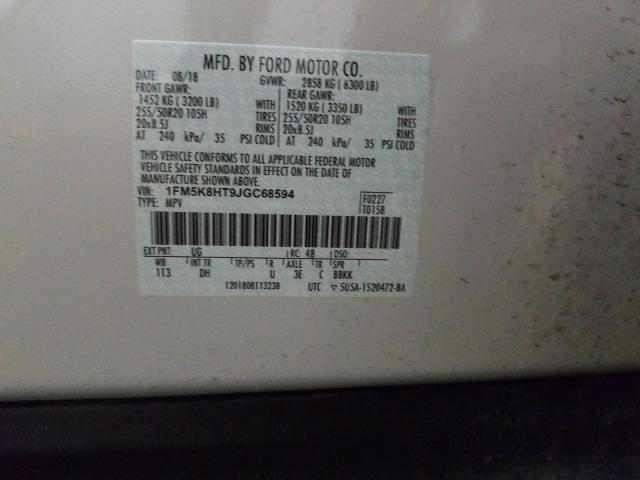 MFD. BY FORD MOTOR CO.
DATE: 08/18 GVWR: 2858 KG (6300 LB)
FRONT GAWR: REAR GAWR:
1452 KG (3200 LB) WITH 1520 KG (3350 LB) WITH
255/50R20 105H TIRES 255/50R20 105H TIRES
20x8.5J RIMS 20x8.5J RIMS
AT 240 kPa/ 35 PSI COLD AT 240 kPa/ 35 PSI COLD
THIS VEHICLE CONFORMS TO ALL APPLICABLE FEDERAL MOTOR
VEHICLE SAFETY STANDARDS IN EFFECT ON THE DATE OF
MANUFACTURE SHOWN ABOVE.
VIN: 1FM5K8HT9JGC68594 F0227
TYPE: MPV T0158
EXT PNT: UG RC: 48 DSO:
WB INT TR TP/PS R AXLE TR SPR
113 DH U 3E C BBKK
1201808113238 UTC ▽ 5U5A-1520472-BA